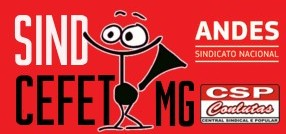 SIND
CEFET MG
ANDES
SINDICATO NACIONAL
CSP
Conlutas
CENTRAL SINDICAL E POPULAR